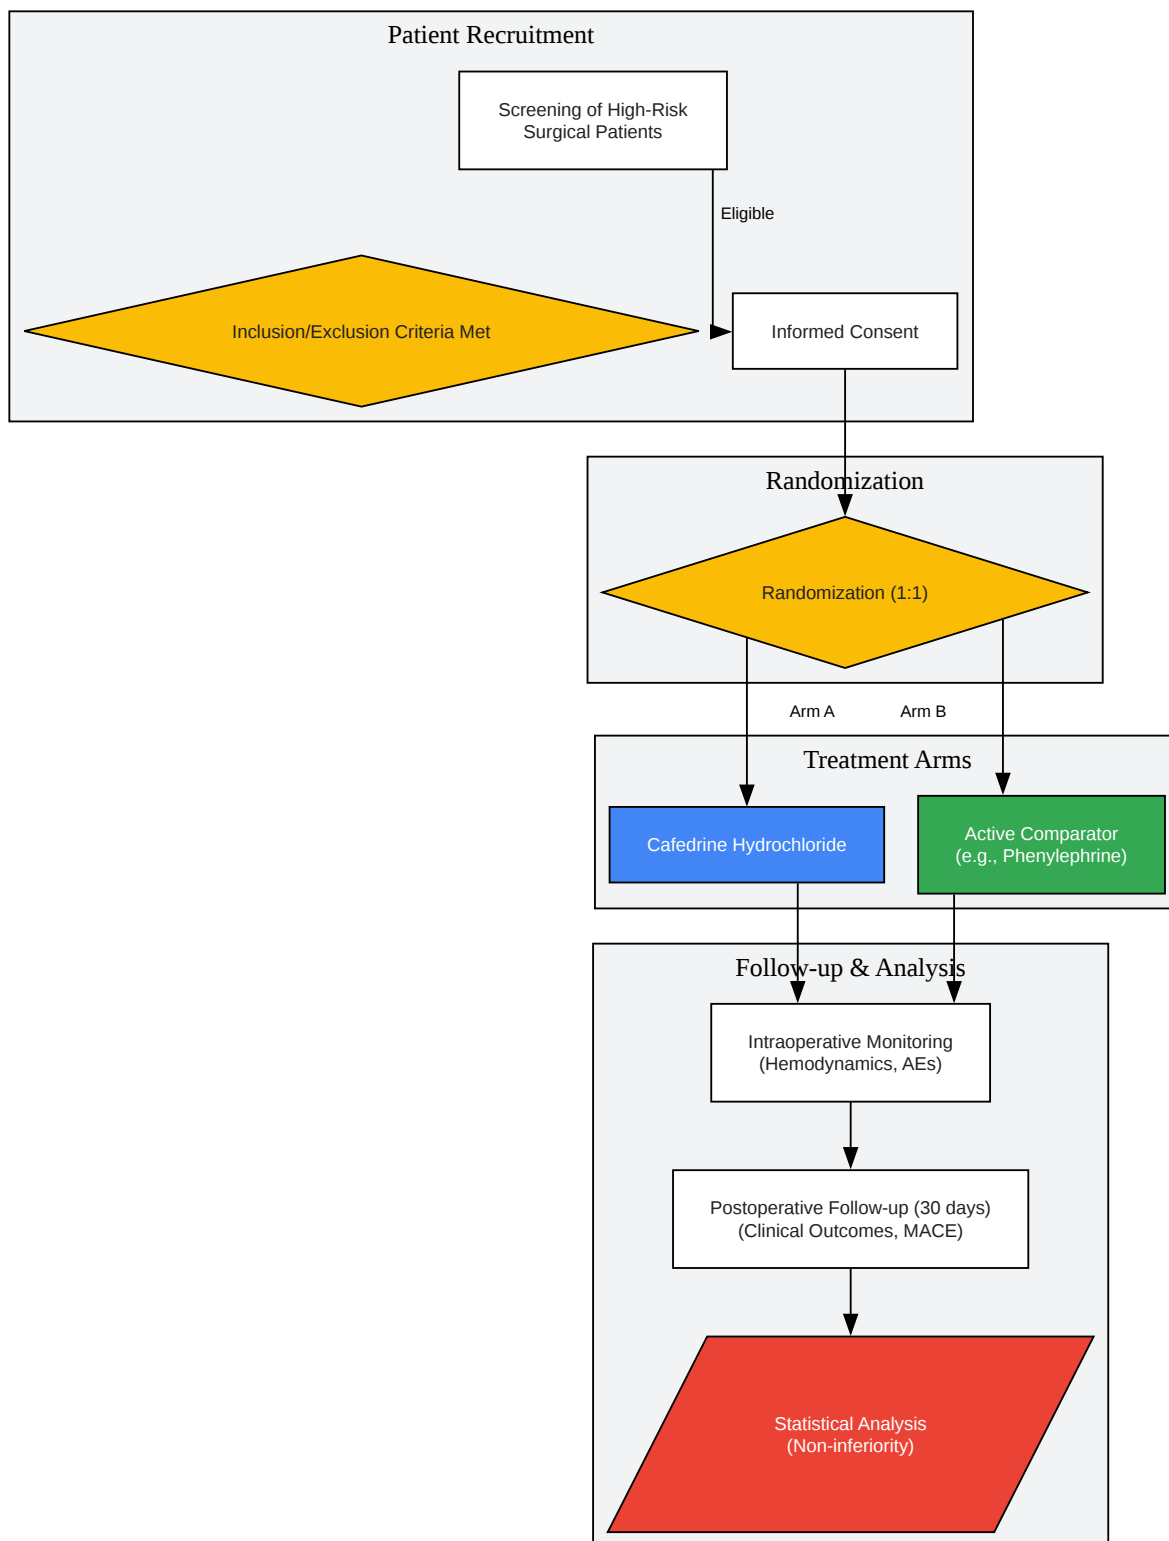 Patient Recruitment
Screening of High-Risk
Surgical Patients
Eligible
Inclusion/Exclusion Criteria Met
Informed Consent
Randomization
Randomization (1:1)
Arm A
Arm B
Treatment Arms
Cafedrine Hydrochloride
Active Comparator
(e.g., Phenylephrine)
Follow-up & Analysis
Intraoperative Monitoring
(Hemodynamics, AEs)
Postoperative Follow-up (30 days)
(Clinical Outcomes, MACE)
Statistical Analysis
(Non-inferiority)